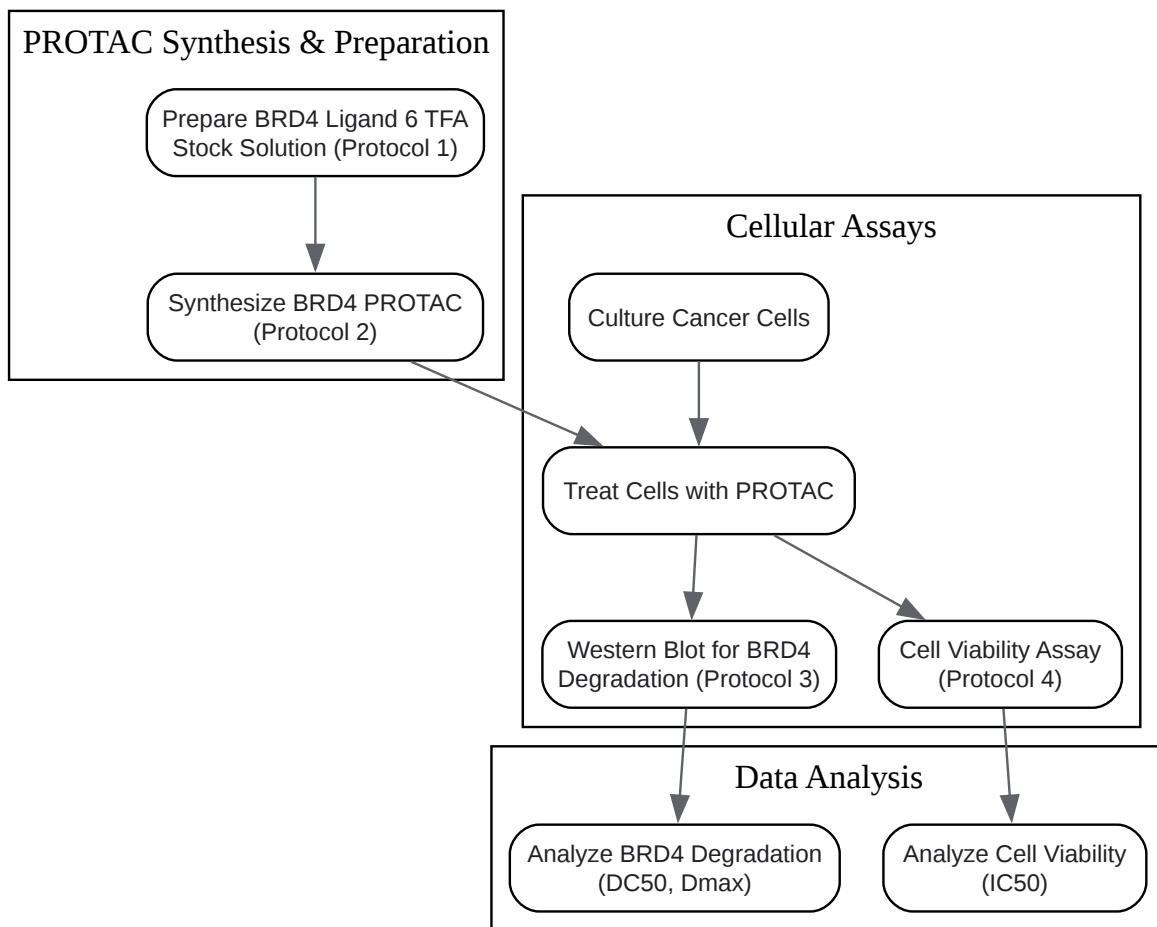 PROTAC Synthesis & Preparation
Prepare BRD4 Ligand 6 TFA
Stock Solution (Protocol 1)
Synthesize BRD4 PROTAC
(Protocol 2)
Cellular Assays
Culture Cancer Cells
Treat Cells with PROTAC
Western Blot for BRD4
Degradation (Protocol 3)
Cell Viability Assay
(Protocol 4)
Data Analysis
Analyze BRD4 Degradation
(DC50, Dmax)
Analyze Cell Viability
(IC50)